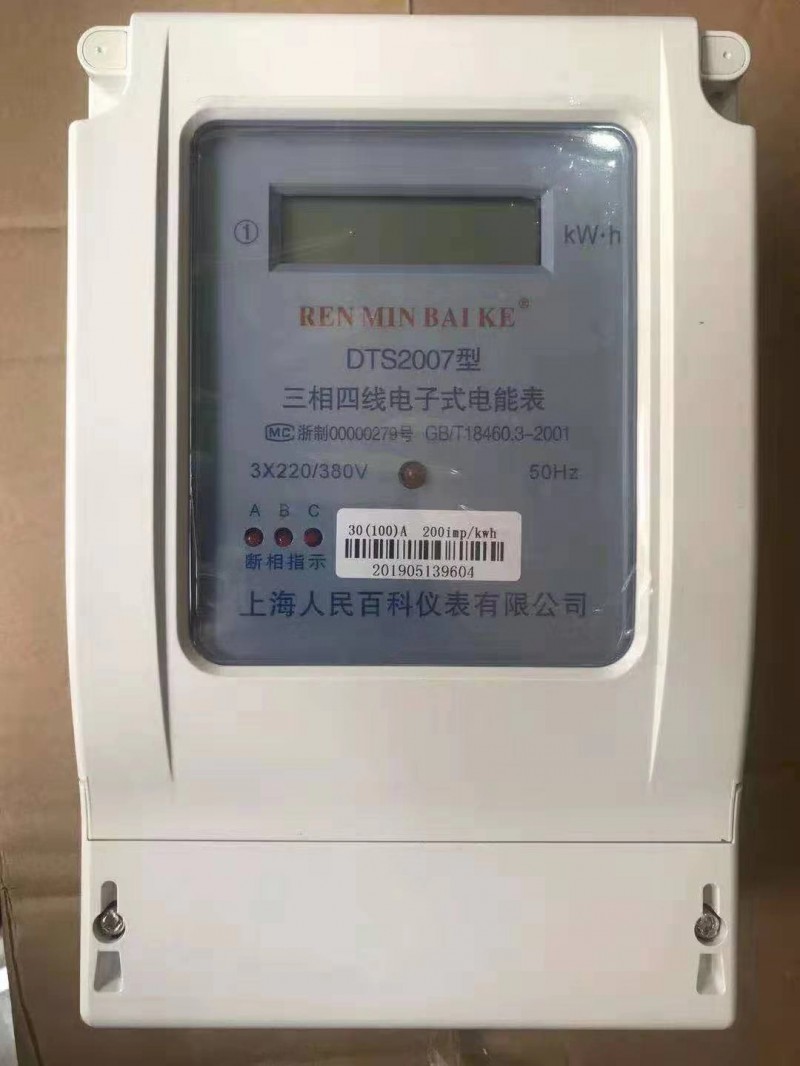 ① kW·h
REN MIN BAI KE®
DTS2007型
三相四线电子式电能表
MC 浙制00000279号 GB/T18460.3-2001
3X220/380V 50Hz
A B C
断相指示
30(100)A 200imp/kwh
201905139604
上海人民百科仪表有限公司